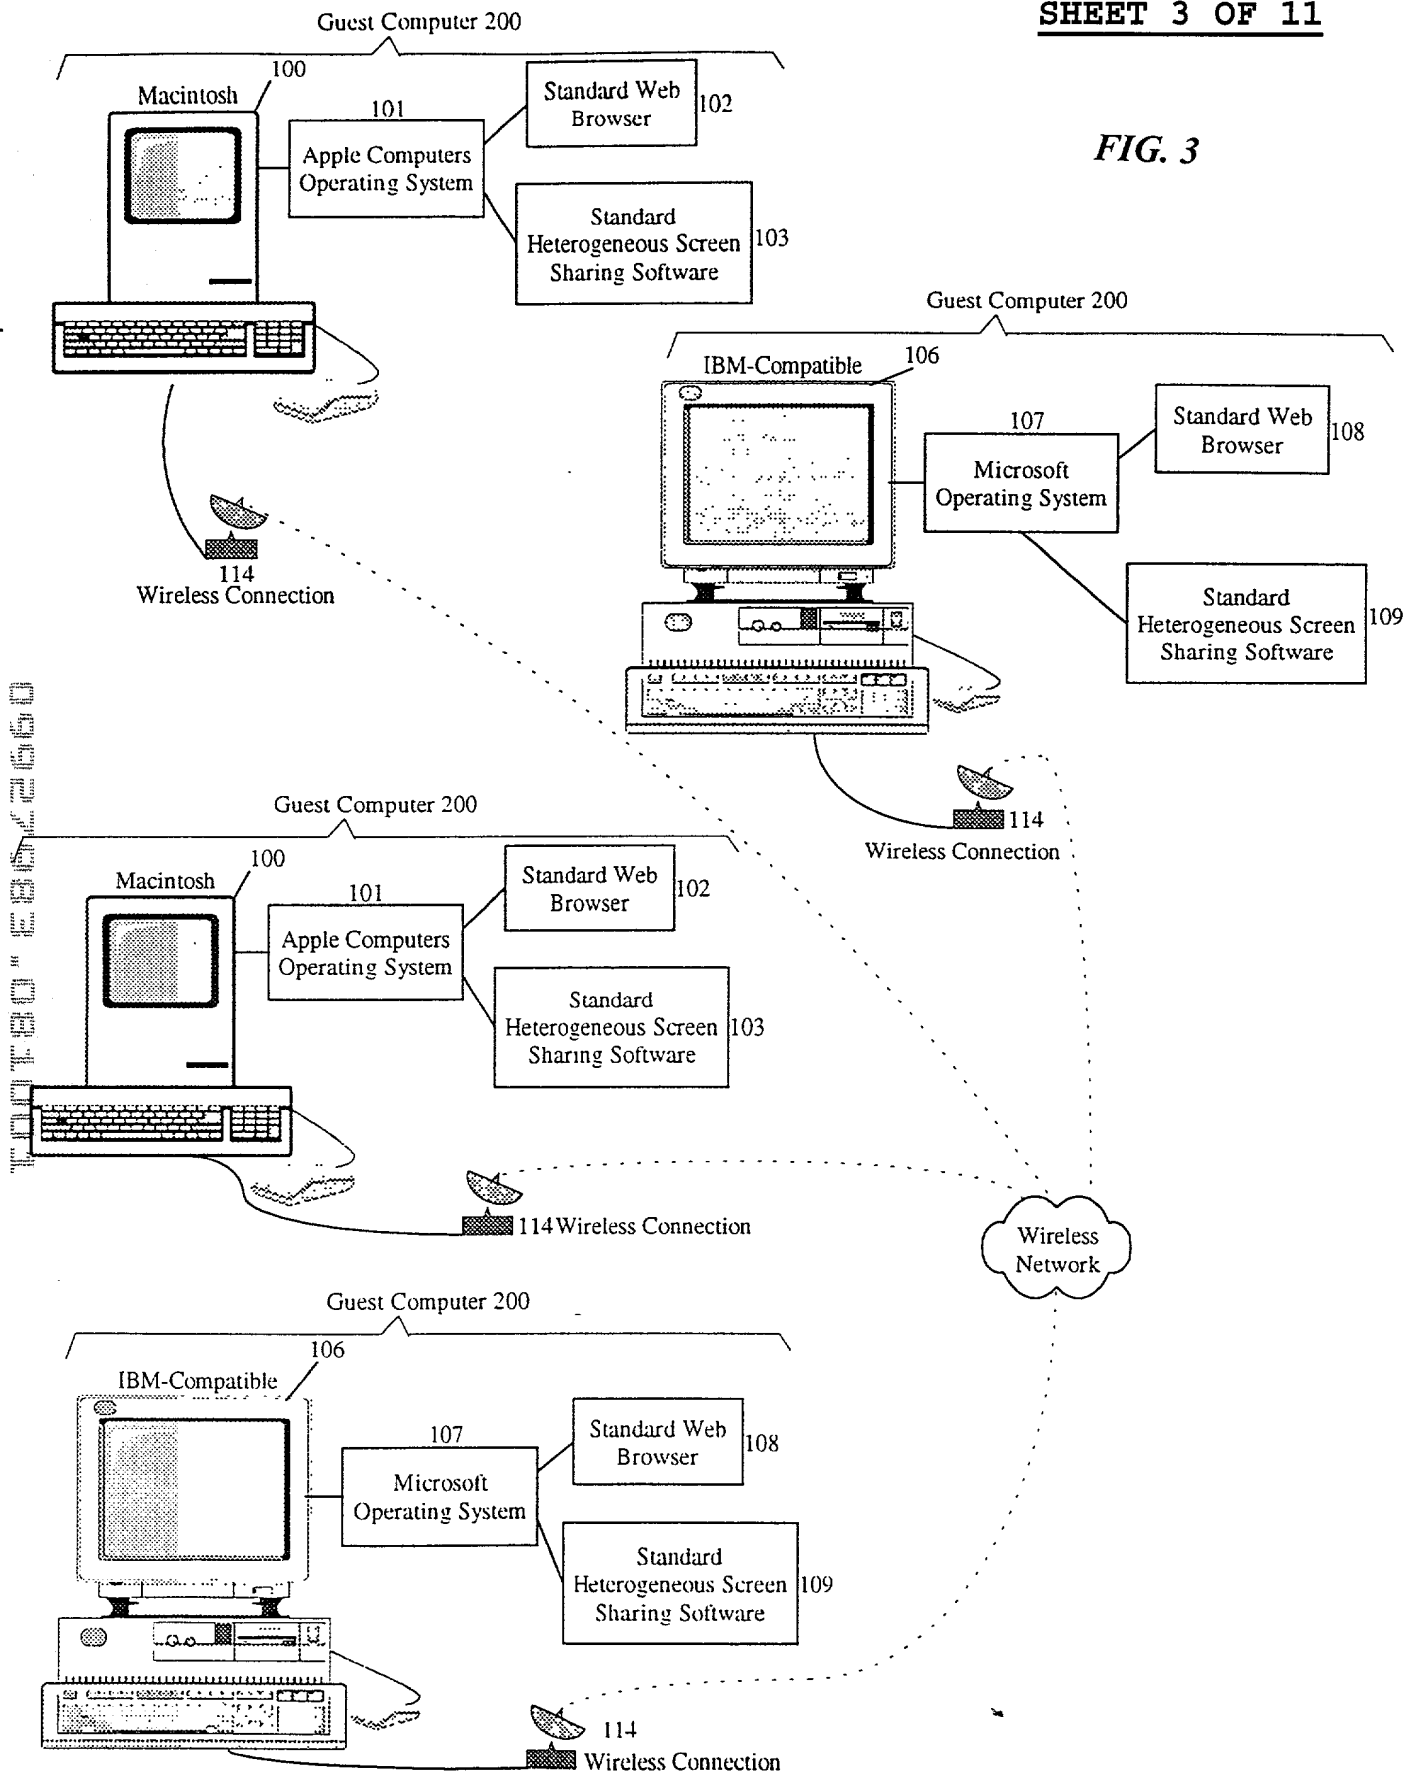 SHEET 3 OF 11
FIG. 3
Guest Computer 200
100
Macintosh
101
Apple Computers
Operating System
Standard Web
Browser
102
Standard
Heterogeneous Screen
Sharing Software
103
114
Wireless Connection
Guest Computer 200
106
IBM-Compatible
107
Microsoft
Operating System
Standard Web
Browser
108
Standard
Heterogeneous Screen
Sharing Software
109
114
Wireless Connection
Guest Computer 200
100
Macintosh
101
Apple Computers
Operating System
Standard Web
Browser
102
Standard
Heterogeneous Screen
Sharing Software
103
114 Wireless Connection
Wireless
Network
Guest Computer 200
106
IBM-Compatible
107
Microsoft
Operating System
Standard Web
Browser
108
Standard
Heterogeneous Screen
Sharing Software
109
114
Wireless Connection